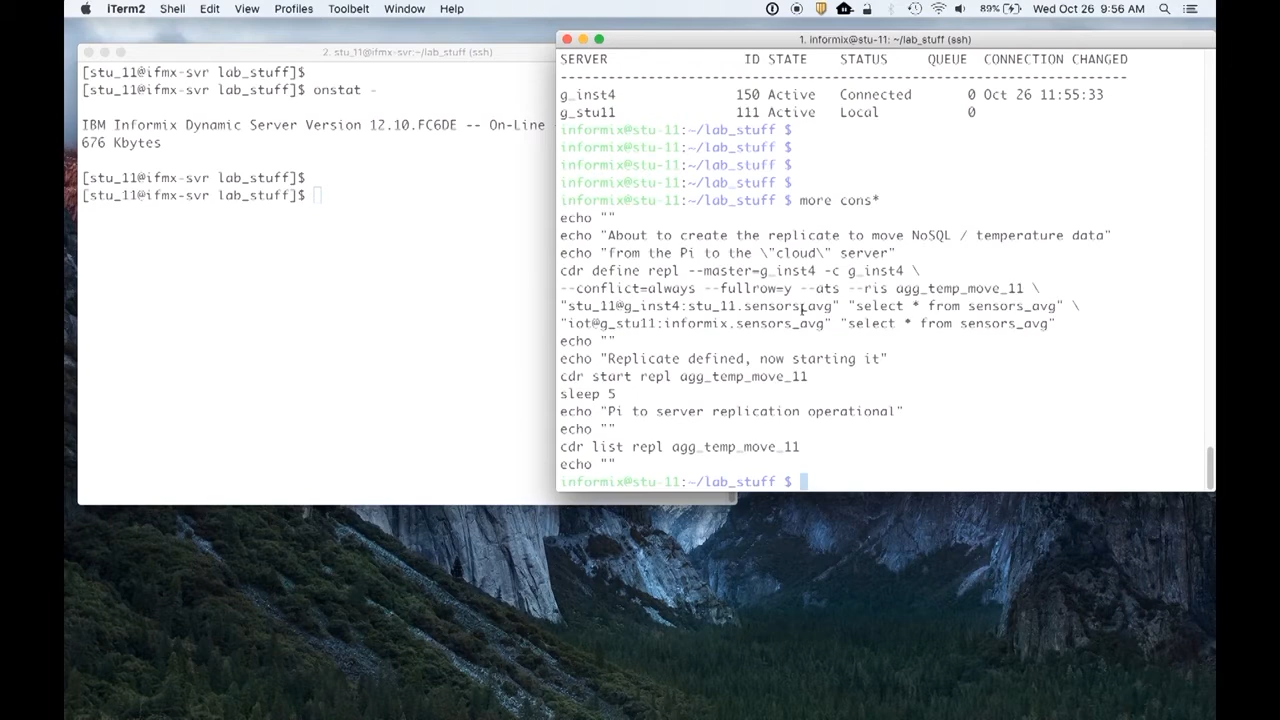 iTerm2 Shell Edit View Profiles Toolbelt Window Help 89% Wed Oct 26 9:56 AM
2. stu_11@ifmx-svr:~/lab_stuff (ssh)
[stu_11@ifmx-svr lab_stuff]$
[stu_11@ifmx-svr lab_stuff]$ onstat -
IBM Informix Dynamic Server Version 12.10.FC6DE -- On-Line
676 Kbytes
[stu_11@ifmx-svr lab_stuff]$
[stu_11@ifmx-svr lab_stuff]$
1. informix@stu-11: ~/lab_stuff (ssh)
SERVER ID STATE STATUS QUEUE CONNECTION CHANGED
-------------------------------------------------------------------
g_inst4 150 Active Connected 0 Oct 26 11:55:33
g_stu11 111 Active Local 0
informix@stu-11:~/lab_stuff $
informix@stu-11:~/lab_stuff $
informix@stu-11:~/lab_stuff $
informix@stu-11:~/lab_stuff $
informix@stu-11:~/lab_stuff $ more cons*
echo ""
echo "About to create the replicate to move NoSQL / temperature data"
echo "from the Pi to the \"cloud\" server"
cdr define repl --master=g_inst4 -c g_inst4 \
--conflict=always --fullrow=y --ats --ris agg_temp_move_11 \
"stu_11@g_inst4:stu_11.sensors_avg" "select * from sensors_avg" \
"iot@g_stu11:informix.sensors_avg" "select * from sensors_avg"
echo ""
echo "Replicate defined, now starting it"
cdr start repl agg_temp_move_11
sleep 5
echo "Pi to server replication operational"
echo ""
cdr list repl agg_temp_move_11
echo ""
informix@stu-11:~/lab_stuff $